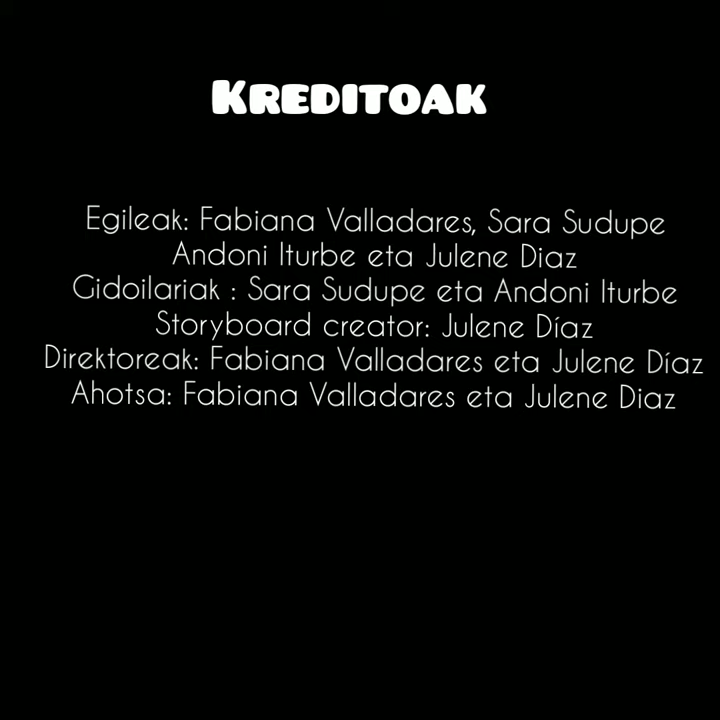 KREDITOAK
Egileak: Fabiana Valladares, Sara Sudupe
Andoni Iturbe eta Julene Diaz
Gidoilariak : Sara Sudupe eta Andoni Iturbe
Storyboard creator: Julene Díaz
Direktoreak: Fabiana Valladares eta Julene Díaz
Ahotsa: Fabiana Valladares eta Julene Diaz